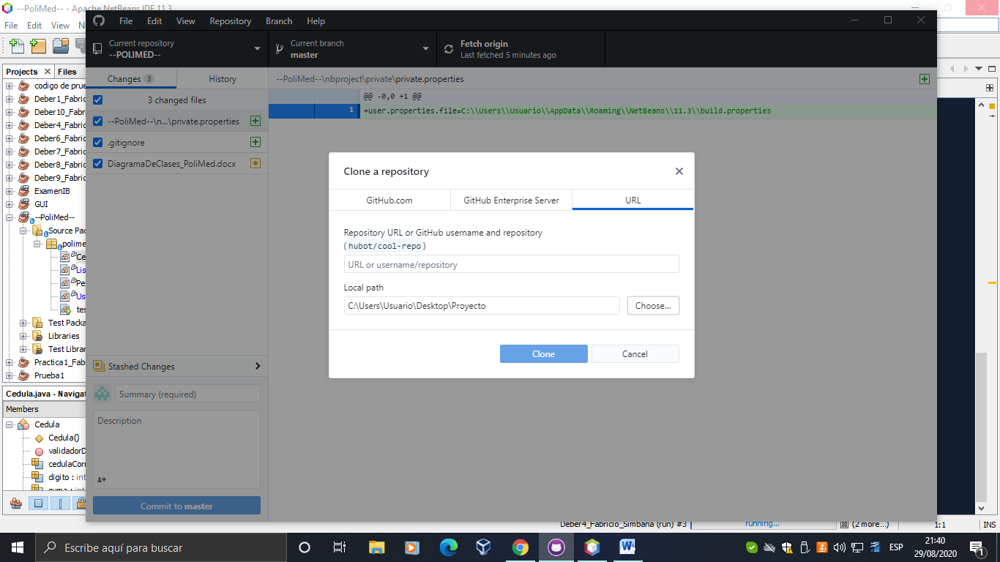 --PoliMed-- - Apache NetBeans IDE 11.3
File Edit View
File Edit View Repository Branch Help
Current repository
--POLIMED--
Current branch
master
Fetch origin
Last fetched 5 minutes ago
Projects Files
Changes 3 History
--PoliMed--\nbproject\private\private.properties
3 changed files
@@ -0,0 +1 @@
1 +user.properties.file=C:\\Users\\Usuario\\AppData\\Roaming\\NetBeans\\11.3\\build.properties
--PoliMed--\n...\private.properties
.gitignore
DiagramaDeClases_PoliMed.docx
codigo de prue
Deber1_Fabric
Deber10_Fabri
Deber4_Fabric
Deber6_Fabric
Deber7_Fabric
Deber8_Fabric
Deber9_Fabric
ExamenIB
GUI
--PoliMed--
Source Pac
polime
Ce
Lis
Pe
Us
tes
Test Packa
Libraries
Test Librar
Practica1_Fabi
Prueba1
Clone a repository
GitHub.com GitHub Enterprise Server URL
Repository URL or GitHub username and repository
(hubot/cool-repo)
URL or username/repository
Local path
C:\Users\Usuario\Desktop\Proyecto
Choose...
Clone Cancel
Stashed Changes
Summary (required)
Description
Commit to master
Cedula.java - Navigat
Members
Cedula
Cedula()
validadorD
cedulaCorr
digito : int
suma : int
Deber4_Fabricio_Simbana (run) #3 running... (2 more...) 1:1 INS
Escribe aquí para buscar
ESP
21:40
29/08/2020
1